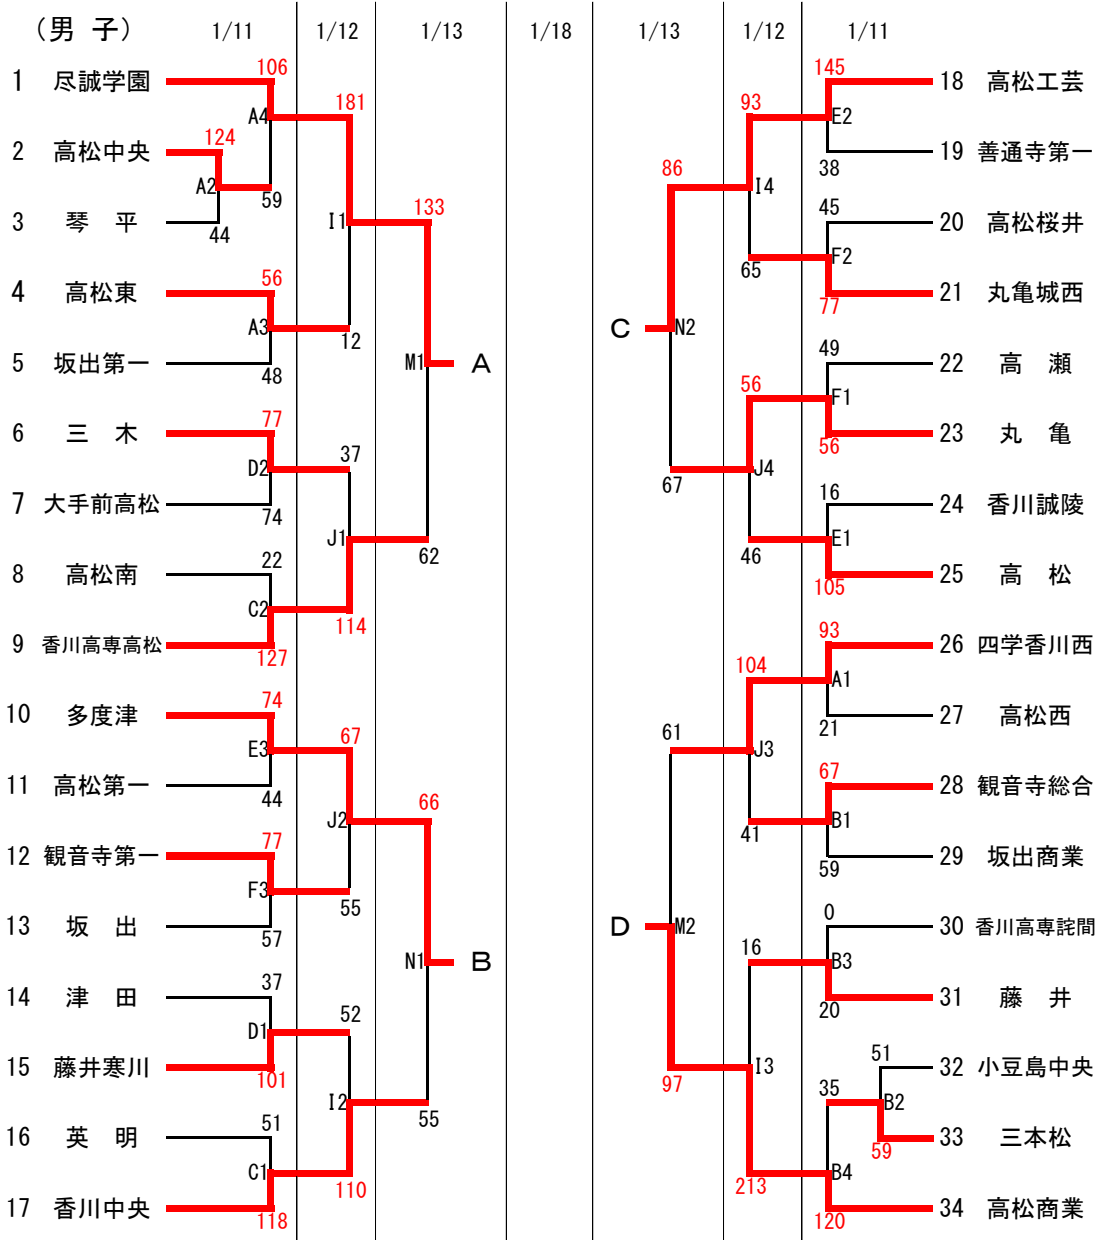 （男 子） 1/11 1/12 1/13 1/18 1/13 1/12 1/11
1 尽誠学園 106 181 93 145 18 高松工芸
A4 E2
2 高松中央 124 86 38 19 善通寺第一
A2 59 I4
3 琴 平 44 I1 133 45 20 高松桜井
F2
4 高松東 56 65 77 21 丸亀城西
A3 12 C N2
5 坂出第一 48 M1 A 49 22 高 瀬
56 F1
6 三 木 77 37 56 23 丸 亀
D2 67 J4
7 大手前高松 74 16 24 香川誠陵
J1 62 46 E1
8 高松南 22 105 25 高 松
C2 114
9 香川高専高松 127 93 26 四学香川西
104 A1
10 多度津 74 67 61 21 27 高松西
E3 J3
11 高松第一 44 66 67 28 観音寺総合
J2 41 B1
12 観音寺第一 77 59 29 坂出商業
F3 55
13 坂 出 57 D M2 0 30 香川高専詫間
N1 B 16 B3
14 津 田 37 20 31 藤 井
52
D1
15 藤井寒川 101 97 I3 51 32 小豆島中央
I2 55 35 B2
16 英 明 51 59 33 三本松
C1 110 213 B4
17 香川中央 118 120 34 高松商業